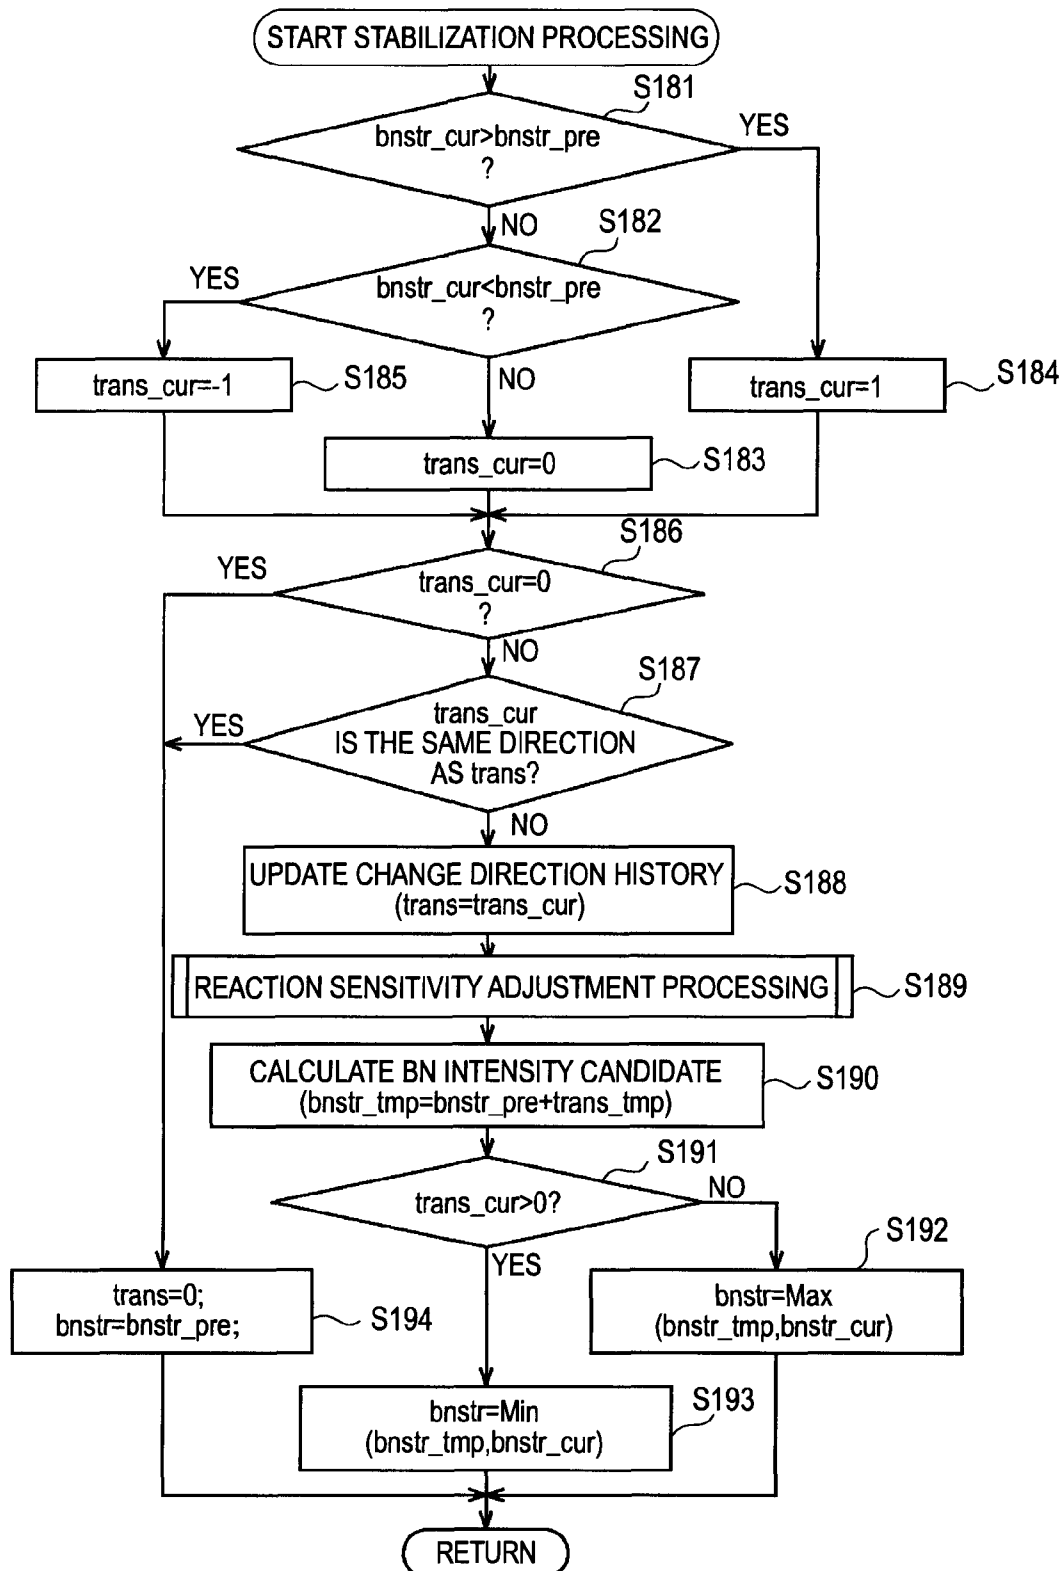 START STABILIZATION PROCESSING
S181
bnstr_cur>bnstr_pre
?
YES
NO
S182
YES
bnstr_cur<bnstr_pre
?
NO
trans_cur=-1
S185
trans_cur=1
S184
trans_cur=0
S183
S186
YES
trans_cur=0
?
NO
S187
YES
trans_cur
IS THE SAME DIRECTION
AS trans?
NO
UPDATE CHANGE DIRECTION HISTORY
(trans=trans_cur)
S188
REACTION SENSITIVITY ADJUSTMENT PROCESSING
S189
CALCULATE BN INTENSITY CANDIDATE
(bnstr_tmp=bnstr_pre+trans_tmp)
S190
S191
trans_cur>0?
NO
YES
S192
bnstr=Max
(bnstr_tmp,bnstr_cur)
trans=0;
bnstr=bnstr_pre;
S194
S193
bnstr=Min
(bnstr_tmp,bnstr_cur)
RETURN